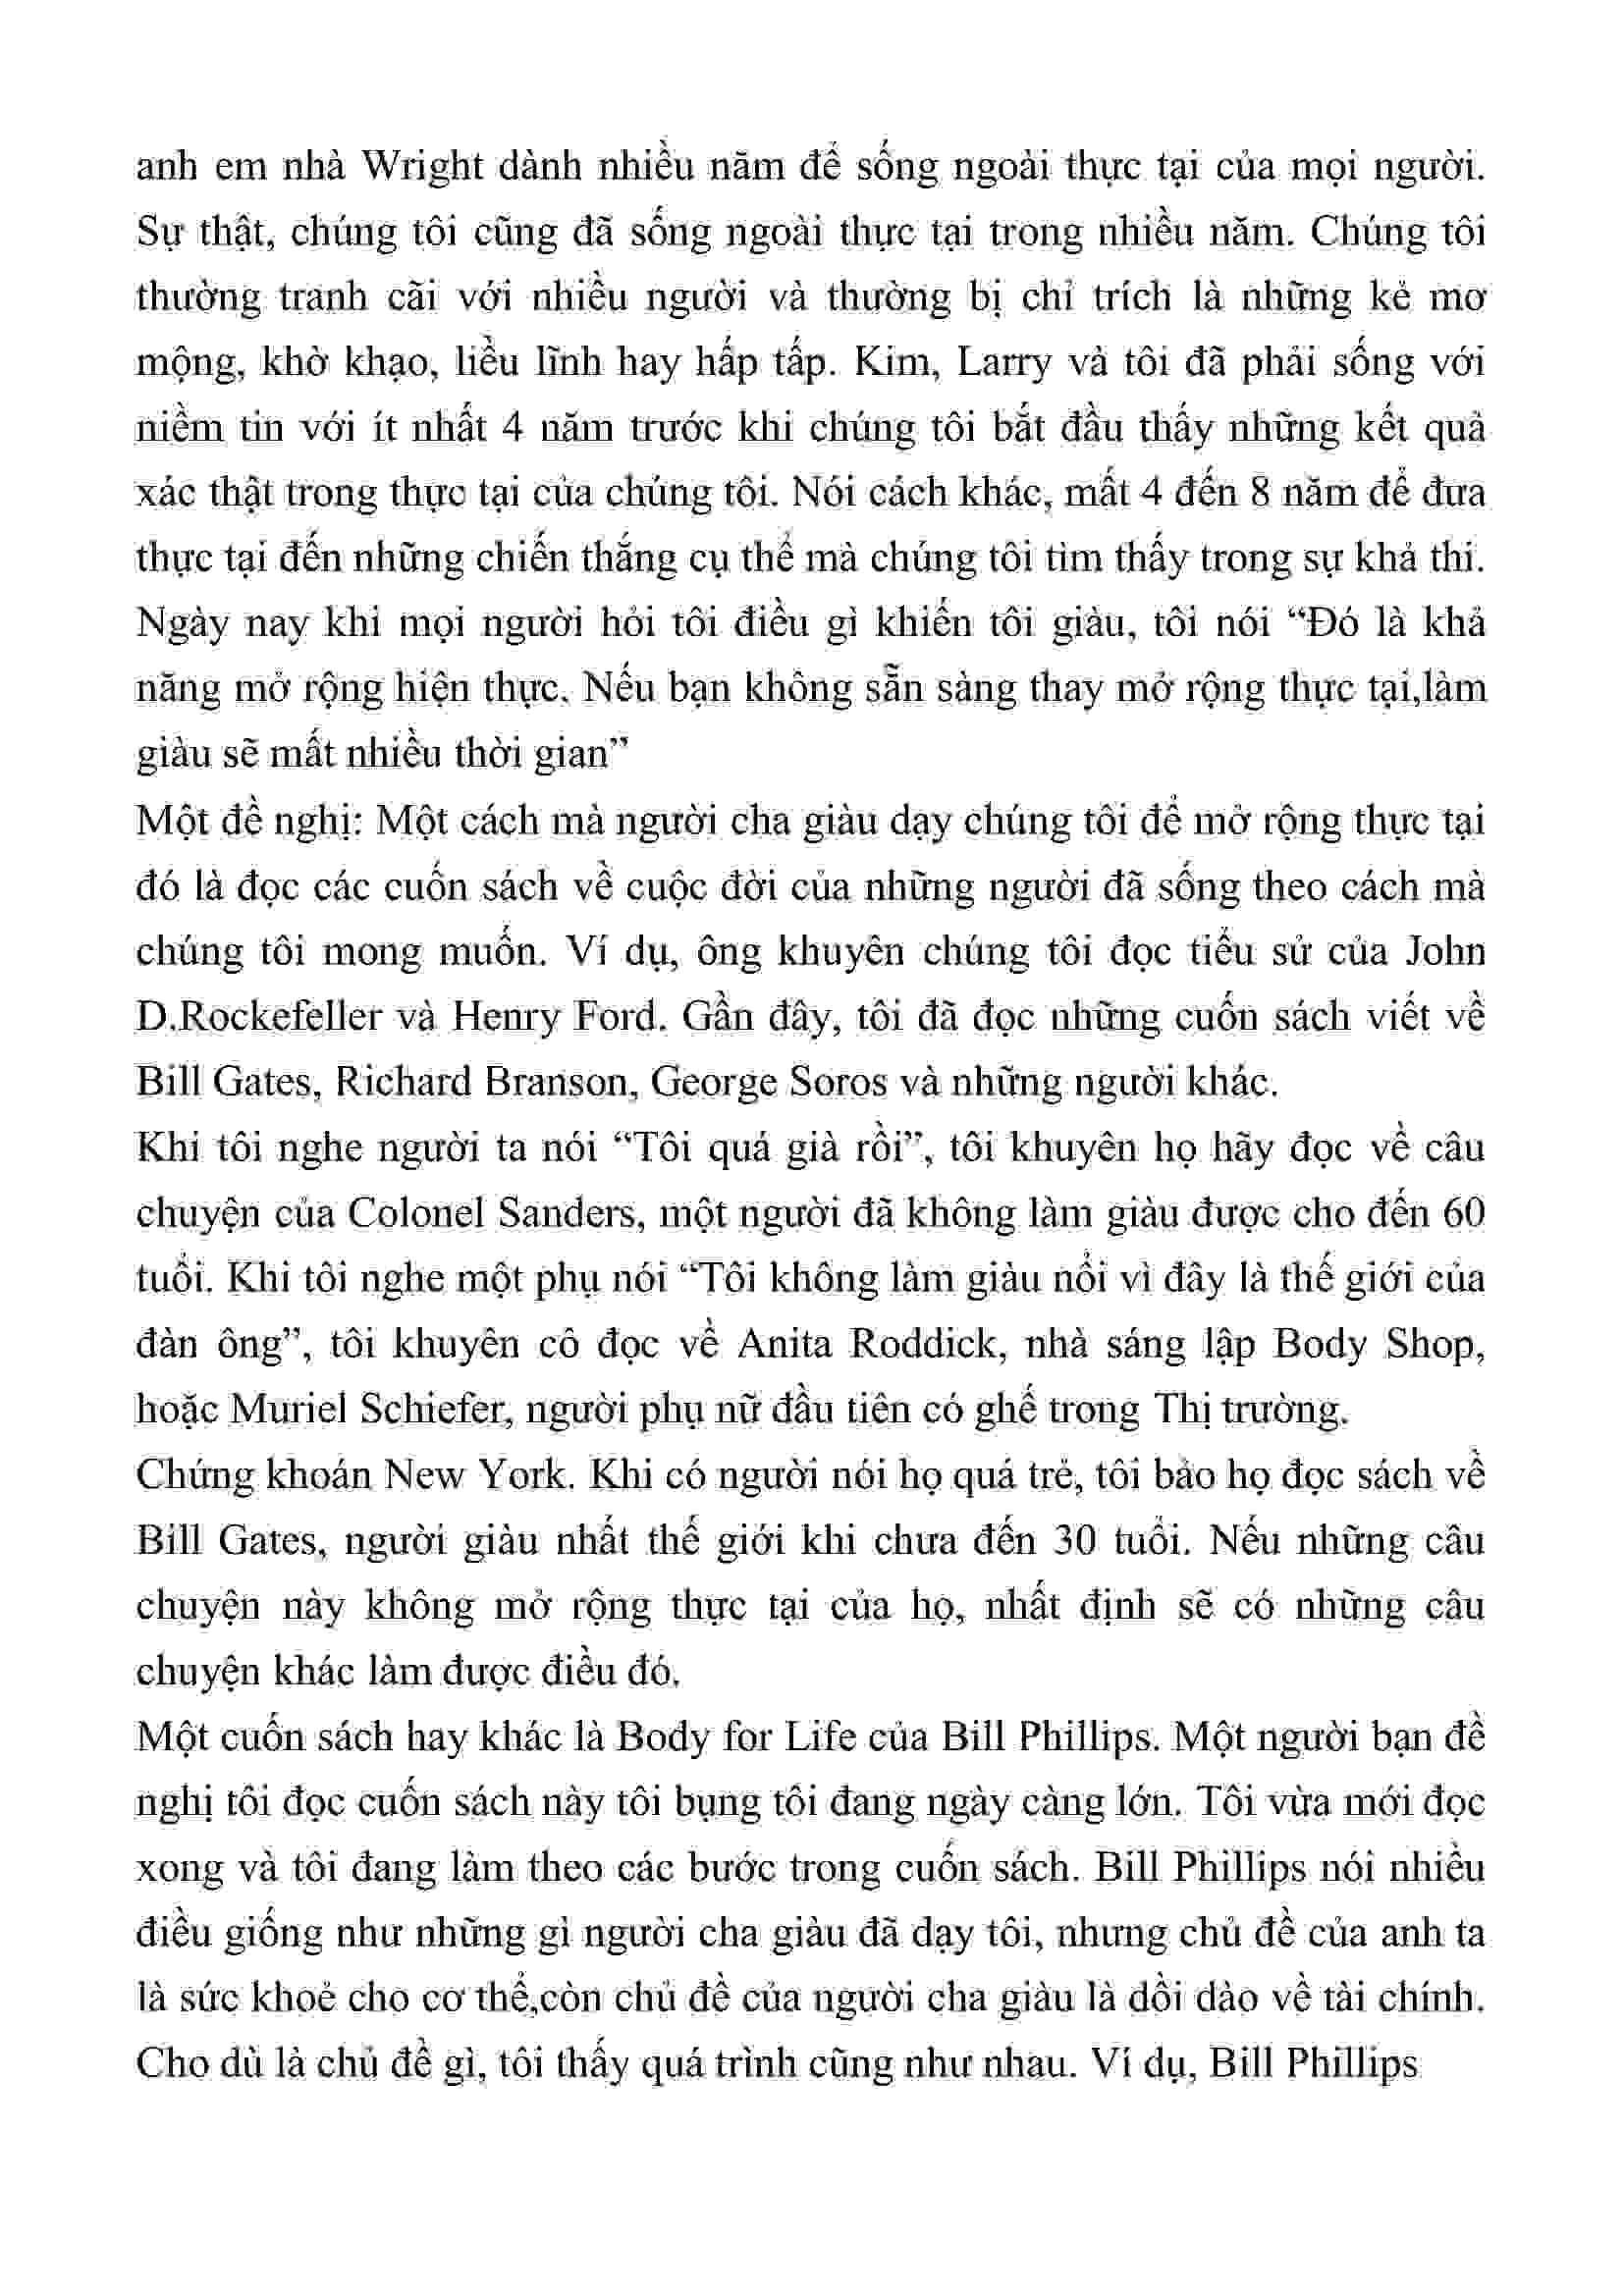 anh em nhà Wright dành nhiều năm để sống ngoài thực tại của mọi người.
Sự thật, chúng tôi cũng đã sống ngoài thực tại trong nhiều năm. Chúng tôi
thường tranh cãi với nhiều người và thường bị chỉ trích là những kẻ mơ
mộng, khờ khạo, liều lĩnh hay hấp tấp. Kim, Larry và tôi đã phải sống với
niềm tin với ít nhất 4 năm trước khi chúng tôi bắt đầu thấy những kết quả
xác thật trong thực tại của chúng tôi. Nói cách khác, mất 4 đến 8 năm để đưa
thực tại đến những chiến thắng cụ thể mà chúng tôi tìm thấy trong sự khả thi.
Ngày nay khi mọi người hỏi tôi điều gì khiến tôi giàu, tôi nói “Đó là khả
năng mở rộng hiện thực. Nếu bạn không sẵn sàng thay mở rộng thực tại,làm
giàu sẽ mất nhiều thời gian”
Một đề nghị: Một cách mà người cha giàu dạy chúng tôi để mở rộng thực tại
đó là đọc các cuốn sách về cuộc đời của những người đã sống theo cách mà
chúng tôi mong muốn. Ví dụ, ông khuyên chúng tôi đọc tiểu sử của John
D.Rockefeller và Henry Ford. Gần đây, tôi đã đọc những cuốn sách viết về
Bill Gates, Richard Branson, George Soros và những người khác.
Khi tôi nghe người ta nói “Tôi quá già rồi”, tôi khuyên họ hãy đọc về câu
chuyện của Colonel Sanders, một người đã không làm giàu được cho đến 60
tuổi. Khi tôi nghe một phụ nói “Tôi không làm giàu nổi vì đây là thế giới của
đàn ông”, tôi khuyên cô đọc về Anita Roddick, nhà sáng lập Body Shop,
hoặc Muriel Schiefer, người phụ nữ đầu tiên có ghế trong Thị trường.
Chứng khoán New York. Khi có người nói họ quá trẻ, tôi bảo họ đọc sách về
Bill Gates, người giàu nhất thế giới khi chưa đến 30 tuổi. Nếu những câu
chuyện này không mở rộng thực tại của họ, nhất định sẽ có những câu
chuyện khác làm được điều đó.
Một cuốn sách hay khác là Body for Life của Bill Phillips. Một người bạn đề
nghị tôi đọc cuốn sách này tôi bụng tôi đang ngày càng lớn. Tôi vừa mới đọc
xong và tôi đang làm theo các bước trong cuốn sách. Bill Phillips nói nhiều
điều giống như những gì người cha giàu đã dạy tôi, nhưng chủ đề của anh ta
là sức khoẻ cho cơ thể,còn chủ đề của người cha giàu là dồi dào về tài chính.
Cho dù là chủ đề gì, tôi thấy quá trình cũng như nhau. Ví dụ, Bill Phillips